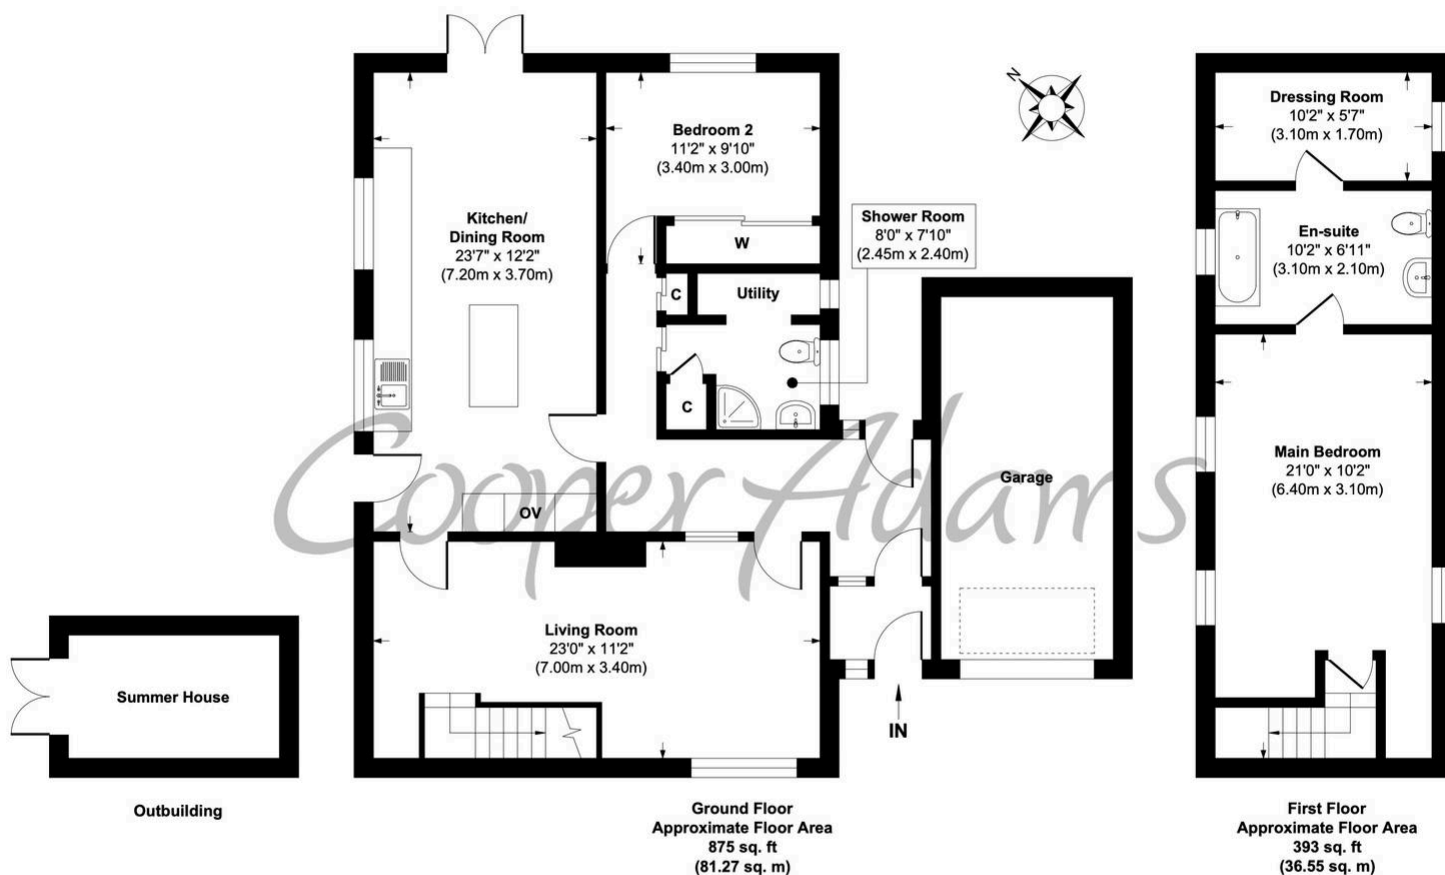 N
Kitchen/
Dining Room
23'7" x 12'2"
(7.20m x 3.70m)
Bedroom 2
11'2" x 9'10"
(3.40m x 3.00m)
W
Shower Room
8'0" x 7'10"
(2.45m x 2.40m)
C
Utility
C
OV
Garage
Living Room
23'0" x 11'2"
(7.00m x 3.40m)
IN
Summer House
Outbuilding
Ground Floor
Approximate Floor Area
875 sq. ft
(81.27 sq. m)
Dressing Room
10'2" x 5'7"
(3.10m x 1.70m)
En-suite
10'2" x 6'11"
(3.10m x 2.10m)
Main Bedroom
21'0" x 10'2"
(6.40m x 3.10m)
First Floor
Approximate Floor Area
393 sq. ft
(36.55 sq. m)
Cooper Adams